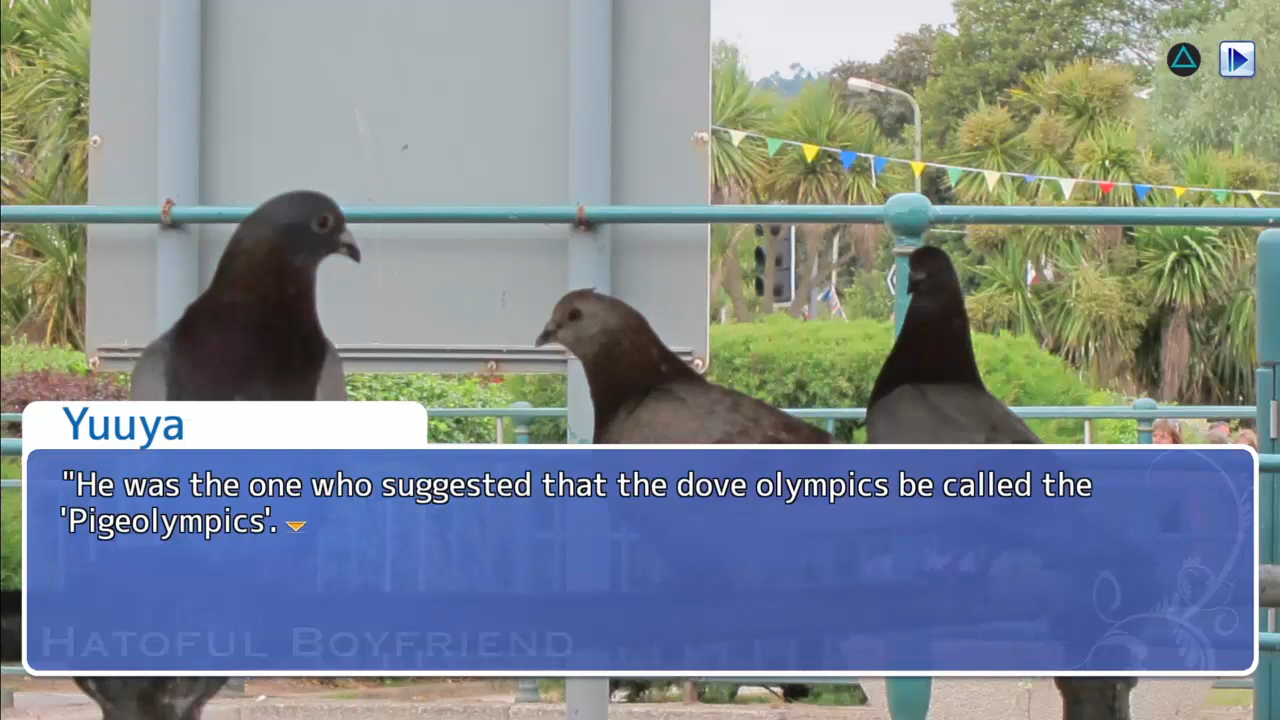 Yuuya
"He was the one who suggested that the dove olympics be called the
'Pigeolympics'.
HATOFUL BOYFRIEND